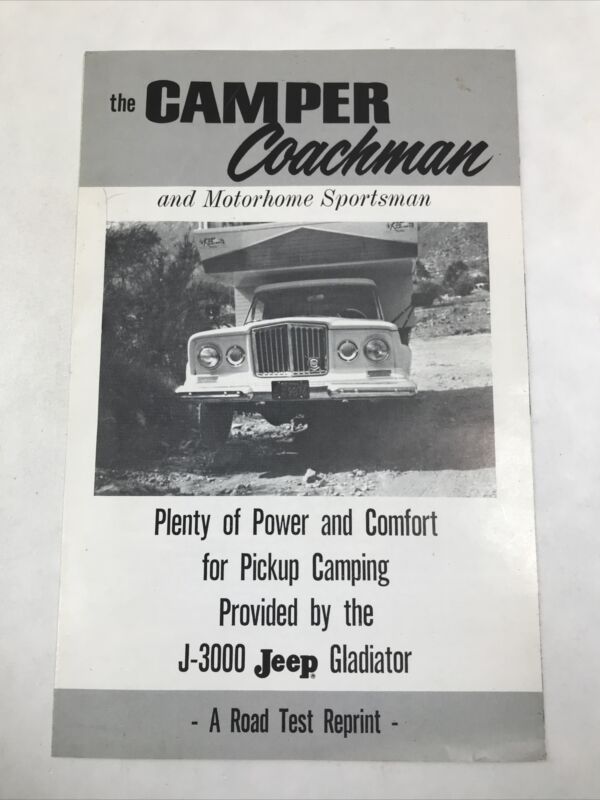 the CAMPER
Coachman
and Motorhome Sportsman
Plenty of Power and Comfort
for Pickup Camping
Provided by the
J-3000 Jeep® Gladiator
- A Road Test Reprint -